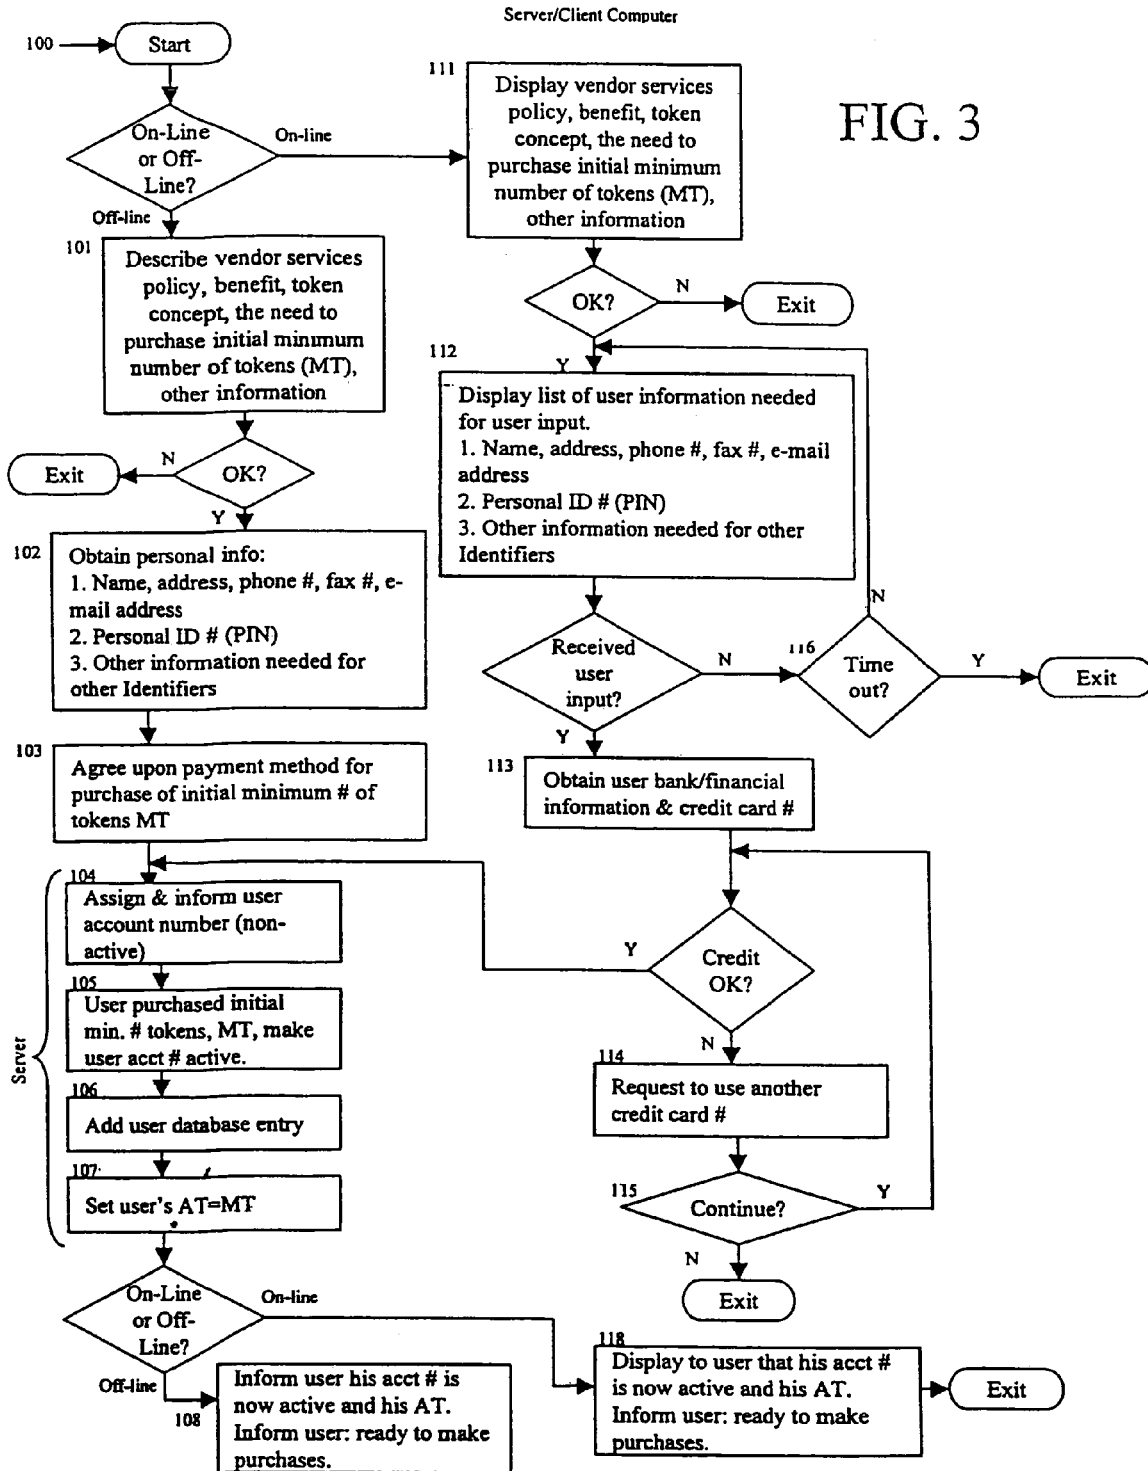 Server/Client Computer
FIG. 3
100
Start
On-Line
or Off-
Line?
On-line
Off-line
111
Display vendor services
policy, benefit, token
concept, the need to
purchase initial minimum
number of tokens (MT),
other information
101
Describe vendor services
policy, benefit, token
concept, the need to
purchase initial minimum
number of tokens (MT),
other information
OK?
N
Exit
Y
OK?
N
Exit
Y
112
Display list of user information needed
for user input.
1. Name, address, phone #, fax #, e-mail
address
2. Personal ID # (PIN)
3. Other information needed for other
Identifiers
102
Obtain personal info:
1. Name, address, phone #, fax #, e-
mail address
2. Personal ID # (PIN)
3. Other information needed for
other Identifiers
Received
user
input?
N
Y
116
Time
out?
N
Y
Exit
103
Agree upon payment method for
purchase of initial minimum # of
tokens MT
113
Obtain user bank/financial
information & credit card #
Server
104
Assign & inform user
account number (non-
active)
Credit
OK?
Y
N
105
User purchased initial
min. # tokens, MT, make
user acct # active.
114
Request to use another
credit card #
106
Add user database entry
107
Set user's AT=MT
115
Continue?
Y
N
Exit
On-Line
or Off-
Line?
On-line
Off-line
108
Inform user his acct # is
now active and his AT.
Inform user: ready to make
purchases.
118
Display to user that his acct #
is now active and his AT.
Inform user: ready to make
purchases.
Exit